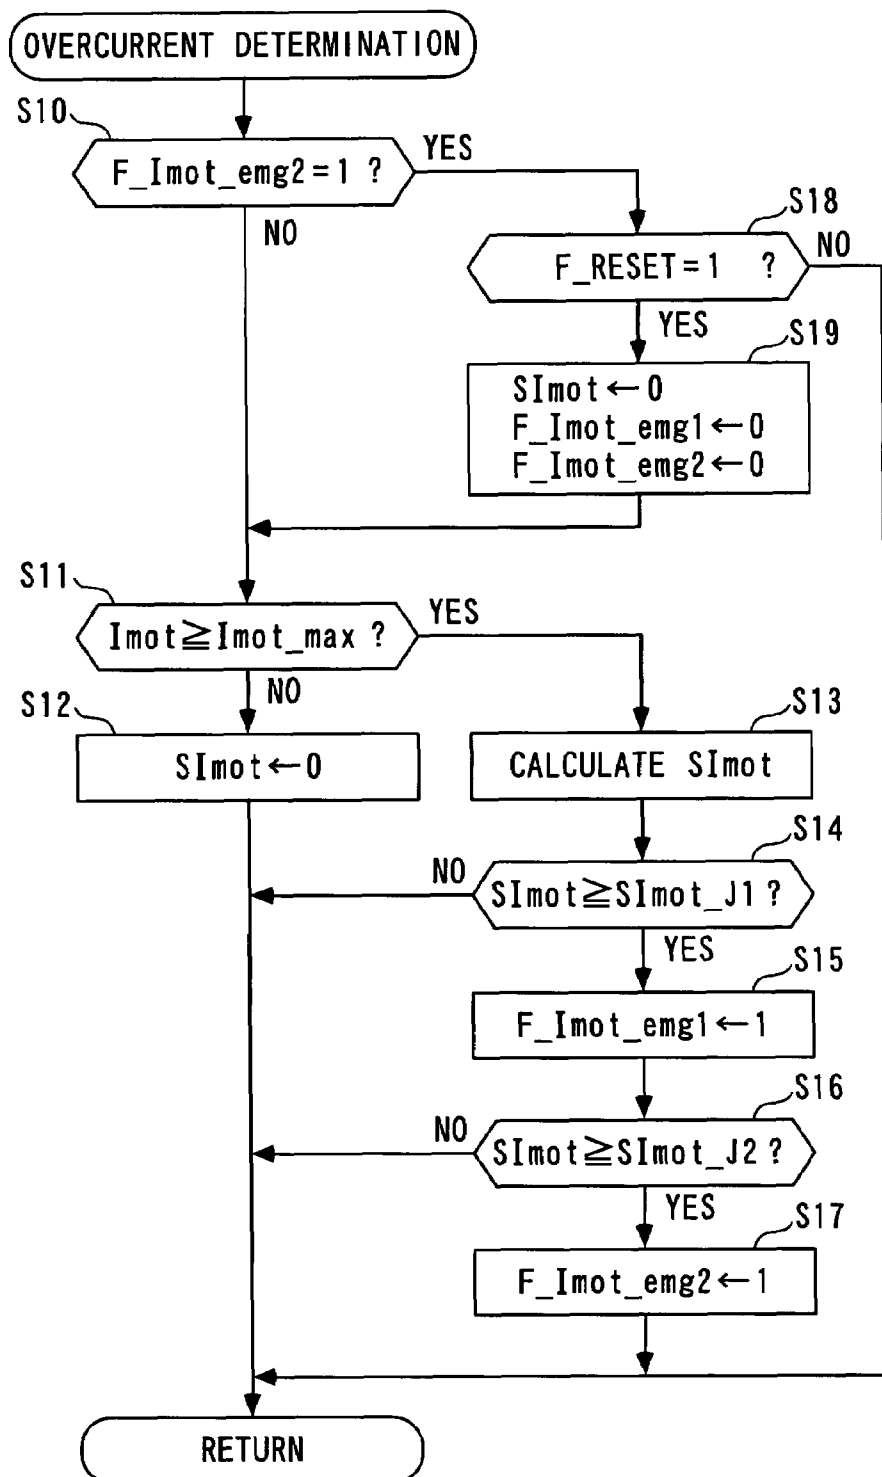 OVERCURRENT DETERMINATION
S10
F_Imot_emg2=1 ?
YES
NO
S18
F_RESET=1 ?
NO
YES
S19
SImot←0
F_Imot_emg1←0
F_Imot_emg2←0
S11
Imot≧Imot_max ?
YES
NO
S12
SImot←0
S13
CALCULATE SImot
S14
SImot≧SImot_J1 ?
NO
YES
S15
F_Imot_emg1←1
S16
SImot≧SImot_J2 ?
NO
YES
S17
F_Imot_emg2←1
RETURN